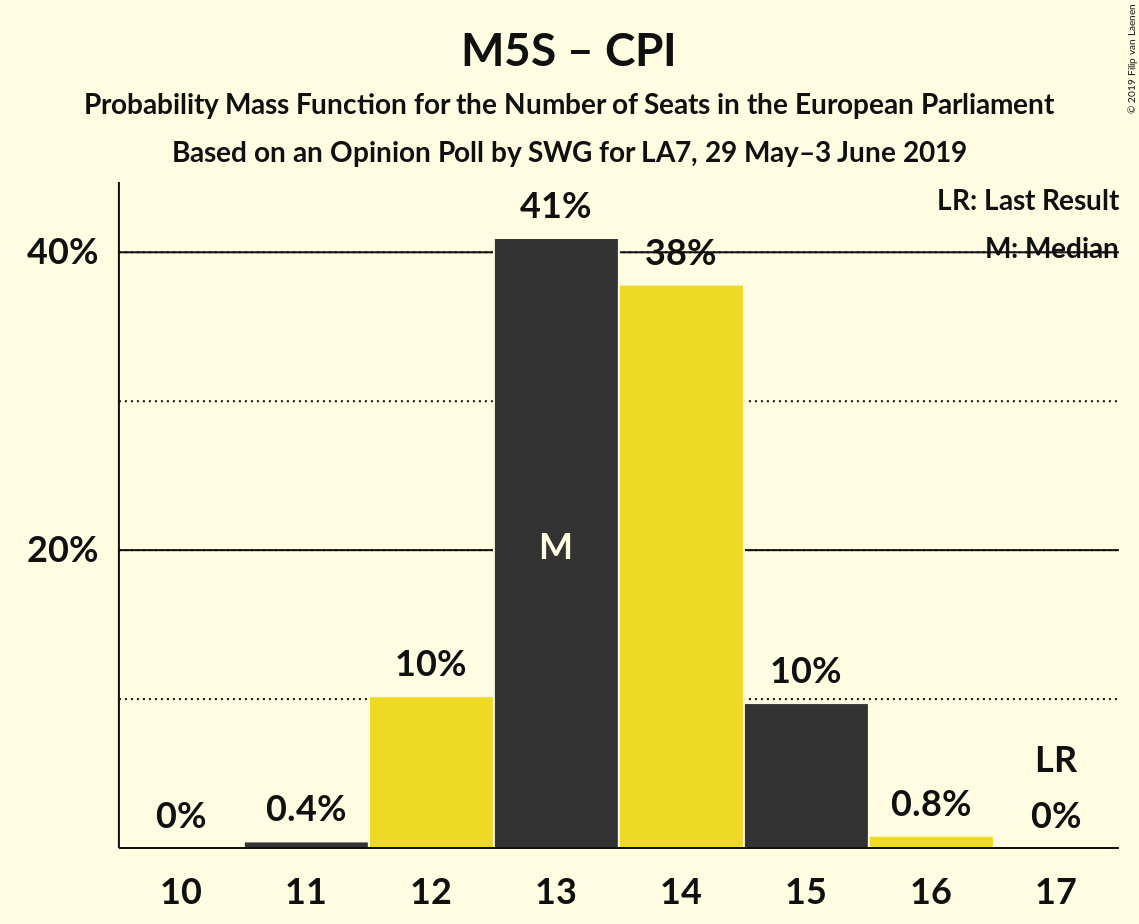 M5S – CPI
Probability Mass Function for the Number of Seats in the European Parliament
Based on an Opinion Poll by SWG for LA7, 29 May–3 June 2019
© 2019 Filip van Laenen
LR: Last Result
M: Median
40%
20%
0%
0.4%
10%
41%
M
38%
10%
0.8%
LR
0%
10 11 12 13 14 15 16 17